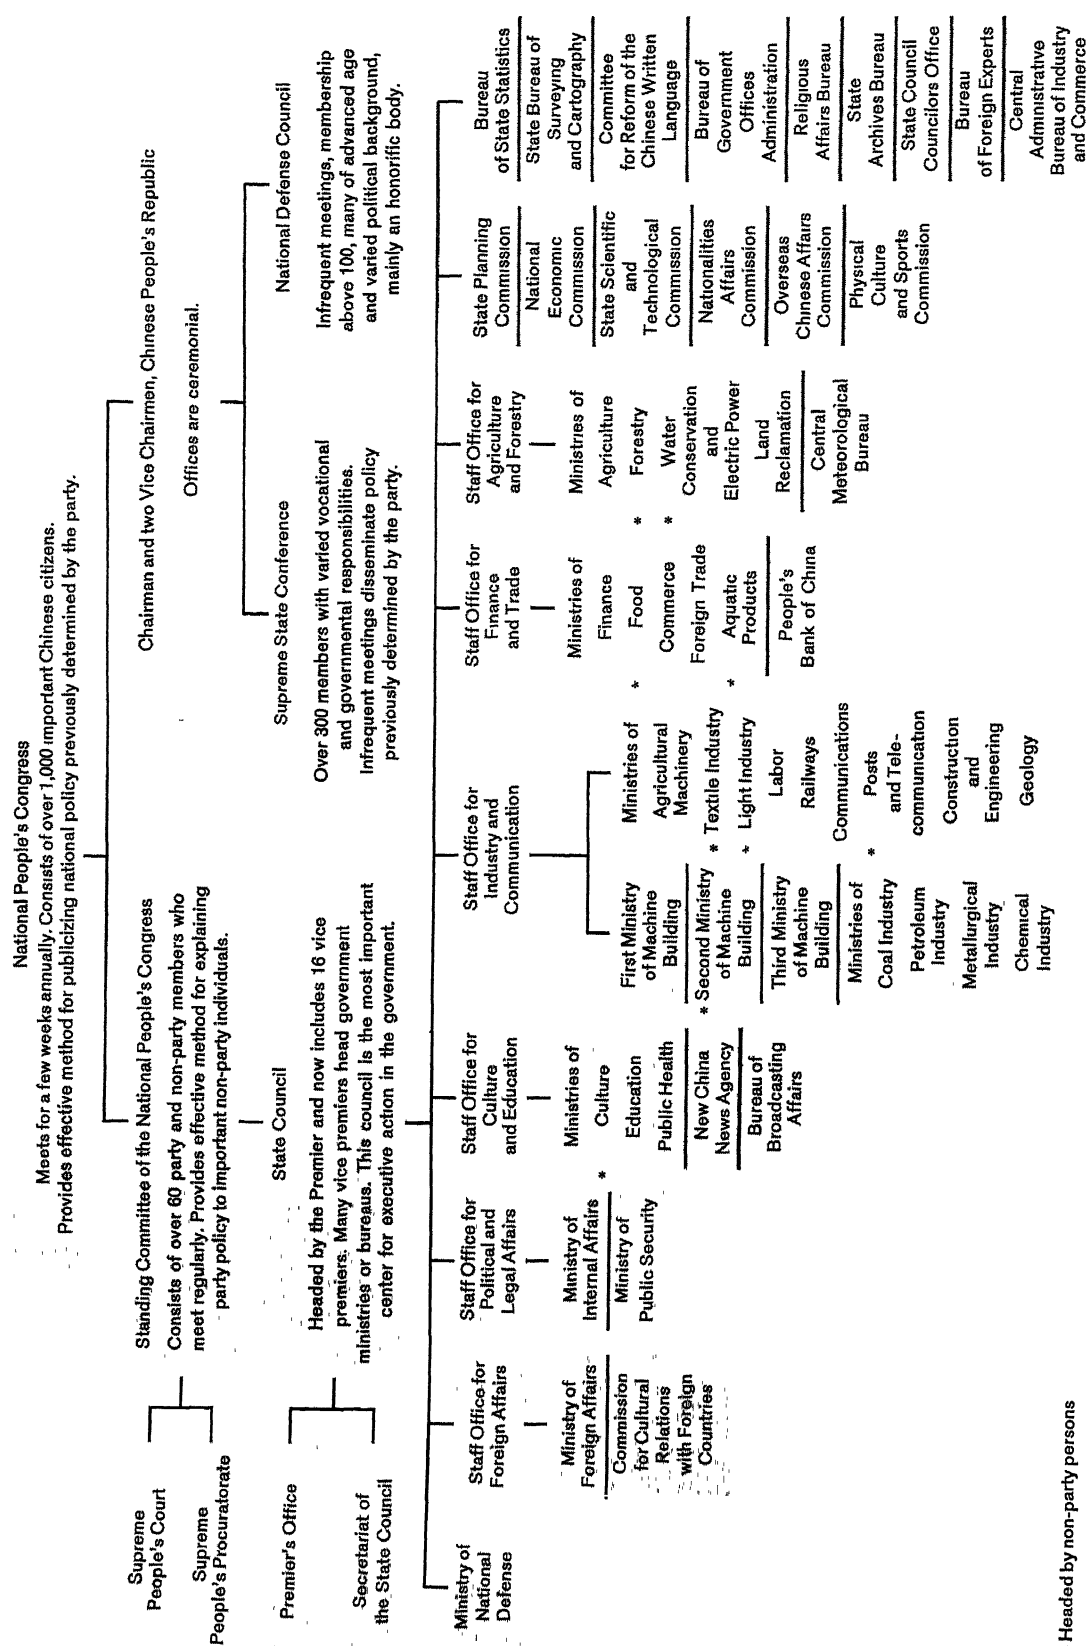 National People's Congress
Meets for a few weeks annually. Consists of over 1,000 important Chinese citizens.
Provides effective method for publicizing national policy previously determined by the party.
Supreme
People's Court
Supreme
People's Procuratorate
Standing Committee of the National People's Congress
Consists of over 60 party and non-party members who
meet regularly. Provides effective method for explaining
party policy to important non-party individuals.
Chairman and two Vice Chairmen, Chinese People's Republic
Offices are ceremonial.
Premier's Office
Secretariat of
the State Council
State Council
Headed by the Premier and now includes 16 vice
premiers. Many vice premiers head government
ministries or bureaus. This council is the most important
center for executive action in the government.
Supreme State Conference
Over 300 members with varied vocational
and governmental responsibilities.
Infrequent meetings disseminate policy
previously determined by the party.
National Defense Council
Infrequent meetings, membership
above 100, many of advanced age
and varied political background,
mainly an honorific body.
Ministry of
National
Defense
Staff Office for
Foreign Affairs
Ministry of
Foreign Affairs
Commission
for Cultural
Relations
with Foreign
Countries
Staff Office for
Political and
Legal Affairs
Ministry of
Internal Affairs *
Ministry of
Public Security
Staff Office for
Culture
and Education
Ministries of
Culture
Education
Public Health
New China
News Agency
Bureau of
Broadcasting
Affairs
Staff Office for
Industry and
Communication
First Ministry
of Machine
Building
* Second Ministry
of Machine
Building
Third Ministry
of Machine
Building
Ministries of
Coal Industry
Petroleum
Industry
Metallurgical
Industry
Chemical
Industry
Ministries of
Agricultural
Machinery
* Textile Industry
* Light Industry
Labor
Railways
Communications
* Posts
and Tele-
communication
Construction
and
Engineering
Geology
Staff Office for
Finance
and Trade
Ministries of
Finance
* Food
Commerce
Foreign Trade
* Aquatic
Products
People's
Bank of China
Staff Office for
Agriculture
and Forestry
Ministries of
Agriculture
* Forestry
* Water
Conservation
and
Electric Power
Land
Reclamation
Central
Meteorological
Bureau
State Planning
Commission
National
Economic
Commission
State Scientific
and
Technological
Commission
Nationalities
Affairs
Commission
Overseas
Chinese Affairs
Commission
Physical
Culture
and Sports
Commission
Bureau
of State Statistics
State Bureau of
Surveying
and Cartography
Committee
for Reform of the
Chinese Written
Language
Bureau of
Government
Offices
Administration
Religious
Affairs Bureau
State
Archives Bureau
State Council
Councilors Office
Bureau
of Foreign Experts
Central
Administrative
Bureau of Industry
and Commerce
Headed by non-party persons